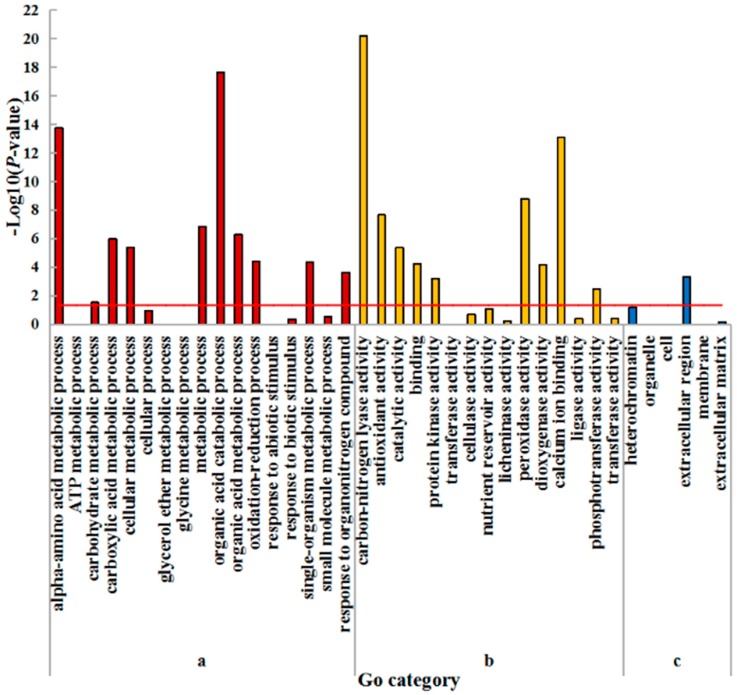 22
20
18
16
14
12
10
8
6
4
2
0
-Log10(P-value)
alpha-amino acid metabolic process
ATP metabolic process
carbohydrate metabolic process
carboxylic acid metabolic process
cellular metabolic process
cellular process
glycerol ether metabolic process
glycine metabolic process
metabolic process
organic acid catabolic process
organic acid metabolic process
oxidation-reduction process
response to abiotic stimulus
response to biotic stimulus
single-organism metabolic process
small molecule metabolic process
response to organonitrogen compound
carbon-nitrogen lyase activity
antioxidant activity
catalytic activity
binding
protein kinase activity
transferase activity
cellulase activity
nutrient reservoir activity
licheninase activity
peroxidase activity
dioxygenase activity
calcium ion binding
ligase activity
phosphotransferase activity
transferase activity
heterochromatin
organelle
cell
extracellular region
membrane
extracellular matrix
a
b
c
Go category